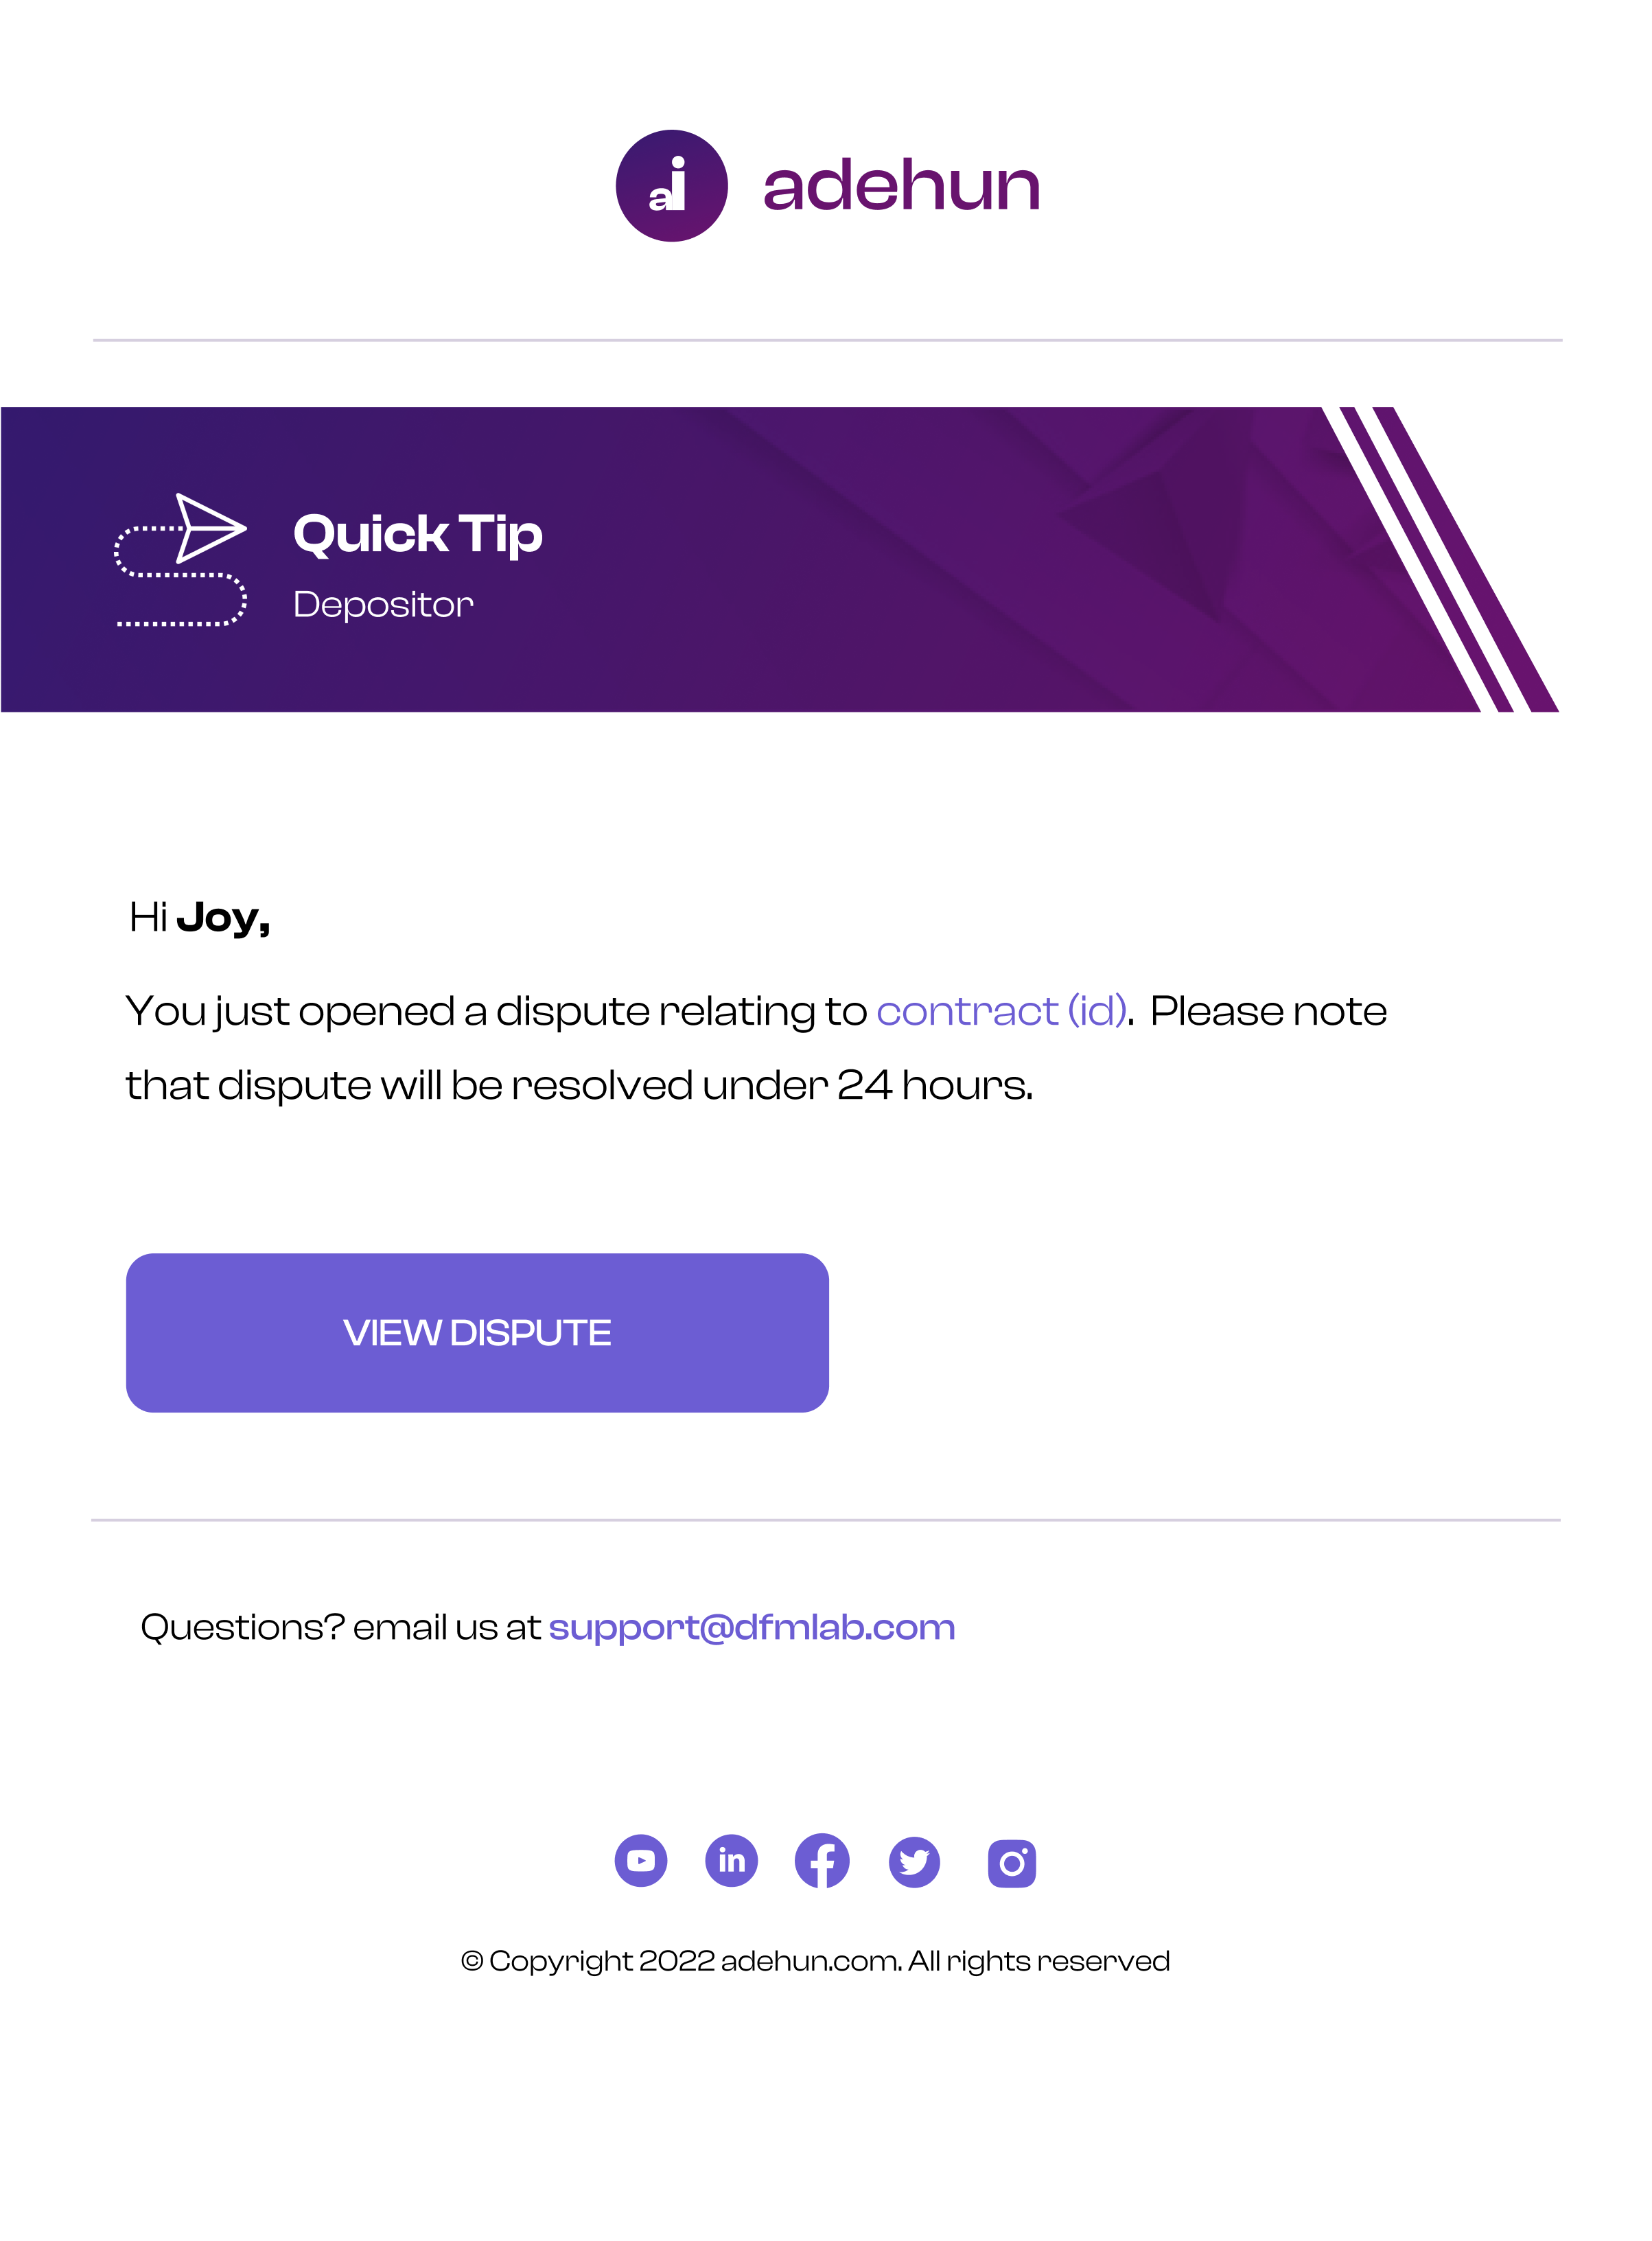 ai adehun
Quick Tip
Depositor
Hi Joy,
You just opened a dispute relating to contract (id). Please note
that dispute will be resolved under 24 hours.
VIEW DISPUTE
Questions? email us at support@dfmlab.com
in
© Copyright 2022 adehun.com. All rights reserved